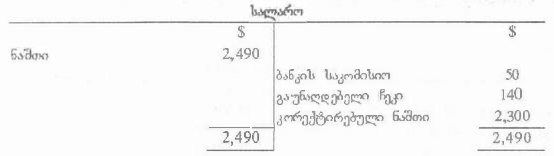 სალარო
$ $
ნაშთი 2,490
ბანკის საკომისიო 50
გაუნაღდებელი ჩეკი 140
კორექტირებული ნაშთი 2,300
2,490 2,490